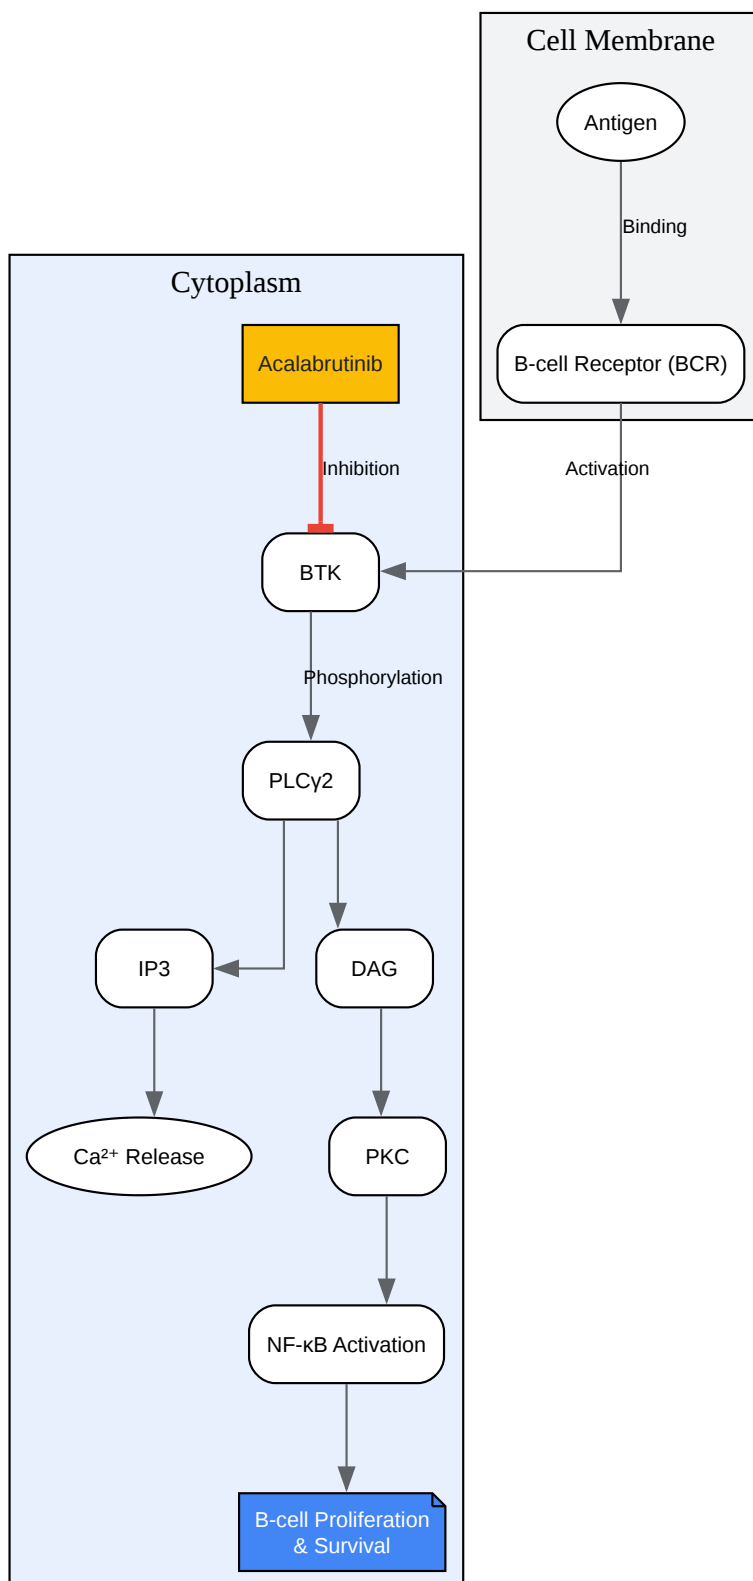 Cell Membrane
Antigen
Binding
Cytoplasm
Acalabrutinib
B-cell Receptor (BCR)
Inhibition
Activation
BTK
Phosphorylation
PLCγ2
IP3
DAG
Ca²⁺ Release
PKC
NF-κB Activation
B-cell Proliferation
& Survival